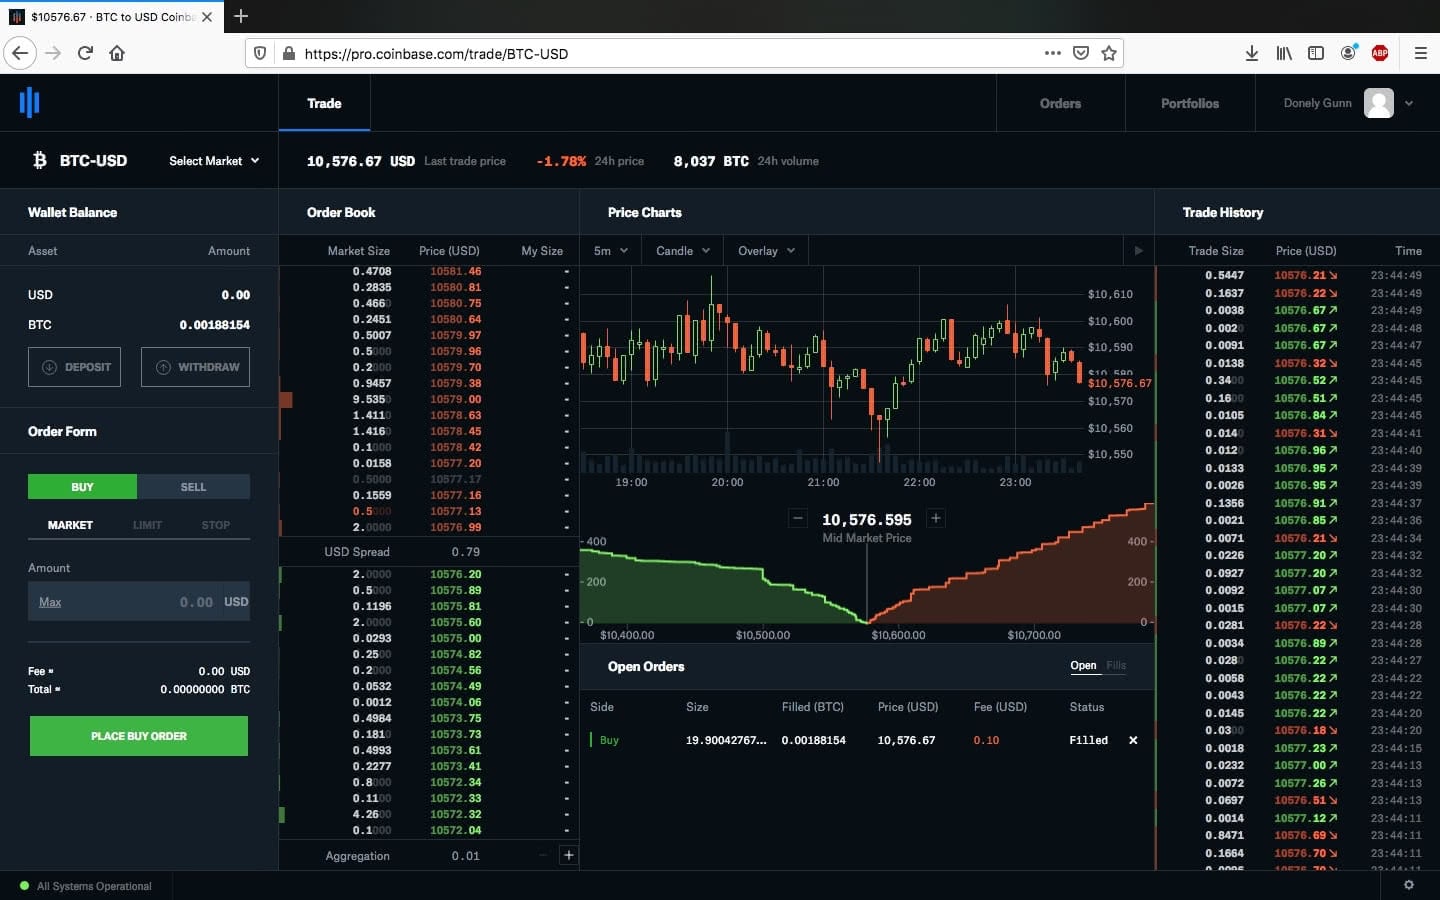 $10576.67 · BTC to USD Coinba
https://pro.coinbase.com/trade/BTC-USD
ABP
Trade
Orders
Portfolios
Donely Gunn
BTC-USD
Select Market
10,576.67 USD Last trade price
-1.78% 24h price
8,037 BTC 24h volume
Wallet Balance
Asset Amount
USD 0.00
BTC 0.00188154
DEPOSIT
WITHDRAW
Order Form
BUY
SELL
MARKET
LIMIT
STOP
Amount
Max 0.00 USD
Fee ≈ 0.00 USD
Total ≈ 0.00000000 BTC
PLACE BUY ORDER
Order Book
Market Size Price (USD) My Size
0.4708 10581.46 -
0.2835 10580.81 -
0.4660 10580.75 -
0.2451 10580.64 -
0.5007 10579.97 -
0.50000 10579.96 -
0.20000 10579.70 -
0.9457 10579.38 -
9.5350 10579.00 -
1.4110 10578.63 -
1.4160 10578.45 -
0.1000 10578.42 -
0.0158 10577.20 -
0.5000 10577.17 -
0.1559 10577.16 -
0.5000 10577.13 -
2.0000 10576.99 -
USD Spread 0.79
2.0000 10576.20 -
0.5000 10575.89 -
0.1196 10575.81 -
2.0000 10575.60 -
0.0293 10575.00 -
0.2500 10574.82 -
0.2000 10574.56 -
0.0532 10574.49 -
0.0012 10574.06 -
0.4984 10573.75 -
0.1810 10573.73 -
0.4993 10573.61 -
0.2277 10573.41 -
0.8000 10572.34 -
0.1100 10572.33 -
4.2600 10572.32 -
0.1000 10572.04 -
Aggregation 0.01 - +
Price Charts
5m
Candle
Overlay
$10,610
$10,600
$10,590
$10,580
$10,576.67
$10,570
$10,560
$10,550
19:00 20:00 21:00 22:00 23:00
- 10,576.595 +
Mid Market Price
400 400
200 200
0 0
$10,400.00 $10,500.00 $10,600.00 $10,700.00
Open Orders
Open Fills
Side Size Filled (BTC) Price (USD) Fee (USD) Status
Buy 19.90042767... 0.00188154 10,576.67 0.10 Filled
Trade History
Trade Size Price (USD) Time
0.5447 10576.21↘ 23:44:49
0.1637 10576.22↘ 23:44:49
0.0038 10576.67↗ 23:44:49
0.0020 10576.67↗ 23:44:48
0.0091 10576.67↗ 23:44:47
0.0138 10576.32↘ 23:44:45
0.3400 10576.52↗ 23:44:45
0.1600 10576.51↗ 23:44:45
0.0105 10576.84↗ 23:44:45
0.0140 10576.31↘ 23:44:41
0.0120 10576.96↗ 23:44:40
0.0133 10576.95↗ 23:44:39
0.0026 10576.95↗ 23:44:39
0.1356 10576.91↗ 23:44:37
0.0021 10576.85↗ 23:44:36
0.0071 10576.21↘ 23:44:34
0.0226 10577.20↗ 23:44:32
0.0927 10577.20↗ 23:44:32
0.0092 10577.07↗ 23:44:30
0.0015 10577.07↗ 23:44:30
0.0281 10576.22↘ 23:44:28
0.0034 10576.89↗ 23:44:28
0.0280 10576.22↗ 23:44:27
0.0058 10576.22↗ 23:44:22
0.0043 10576.22↗ 23:44:22
0.0145 10576.22↗ 23:44:20
0.0300 10576.18↘ 23:44:20
0.0018 10577.23↗ 23:44:15
0.0232 10577.00↗ 23:44:13
0.0072 10577.26↗ 23:44:13
0.0697 10576.51↘ 23:44:13
0.0014 10577.12↗ 23:44:11
0.8471 10576.69↘ 23:44:11
0.1664 10576.70↘ 23:44:11
All Systems Operational